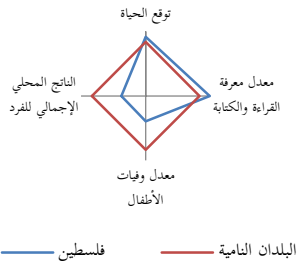 توقع الحياة
معدل معرفة
القراءة والكتابة
الناتج المحلي
الإجمالي للفرد
معدل وفيات
الأطفال
البلدان النامية
فلسطين